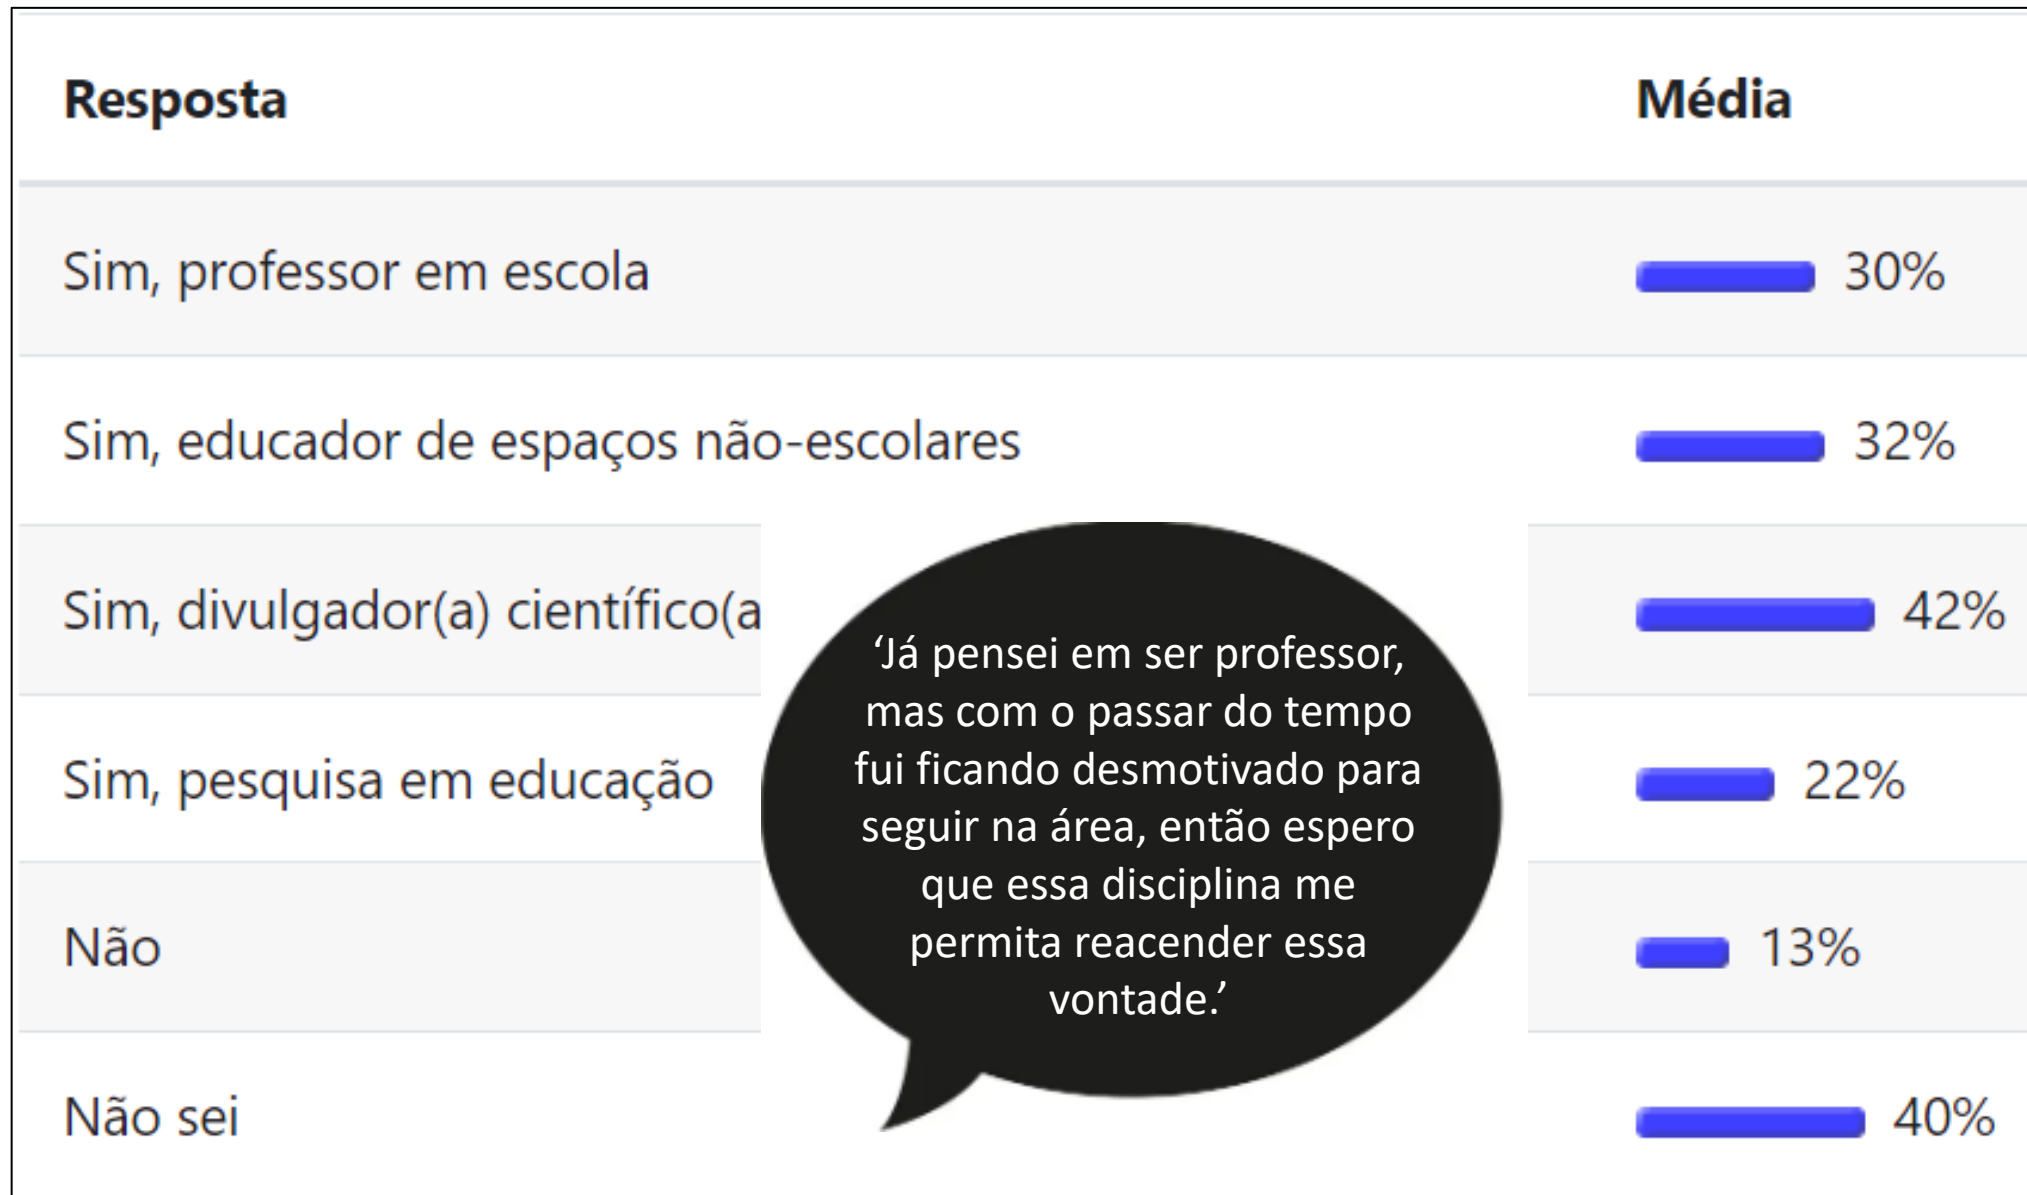 Resposta Média
Sim, professor em escola 30%
Sim, educador de espaços não-escolares 32%
Sim, divulgador(a) científico(a 42%
Sim, pesquisa em educação 22%
Não 13%
Não sei 40%
‘Já pensei em ser professor,
mas com o passar do tempo
fui ficando desmotivado para
seguir na área, então espero
que essa disciplina me
permita reacender essa
vontade.’